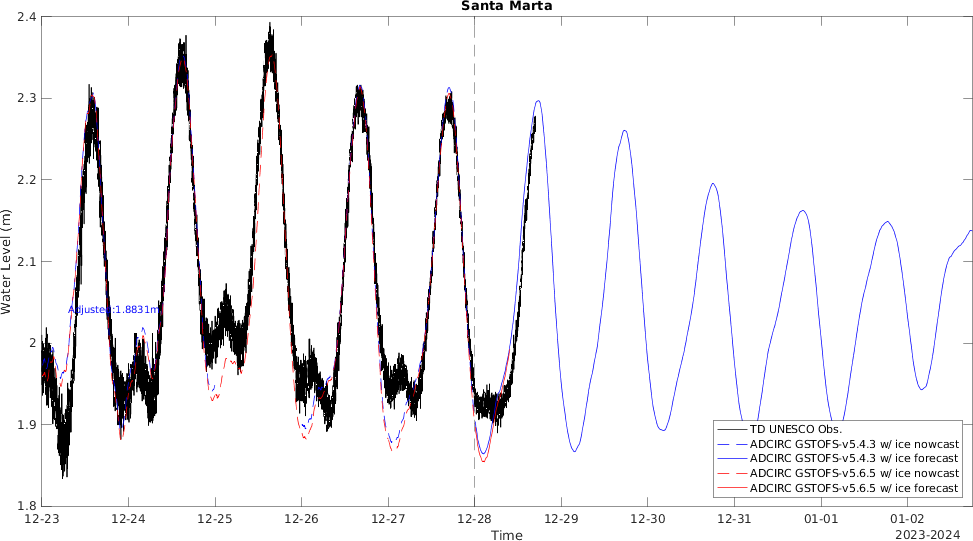 Santa Marta
2.4
2.3
2.2
2.1
2
1.9
1.8
Water Level (m)
Adjusted:1.8831m
TD UNESCO Obs.
ADCIRC GSTOFS-v5.4.3 w/ ice nowcast
ADCIRC GSTOFS-v5.4.3 w/ ice forecast
ADCIRC GSTOFS-v5.6.5 w/ ice nowcast
ADCIRC GSTOFS-v5.6.5 w/ ice forecast
12-23 12-24 12-25 12-26 12-27 12-28 12-29 12-30 12-31 01-01 01-02
Time
2023-2024